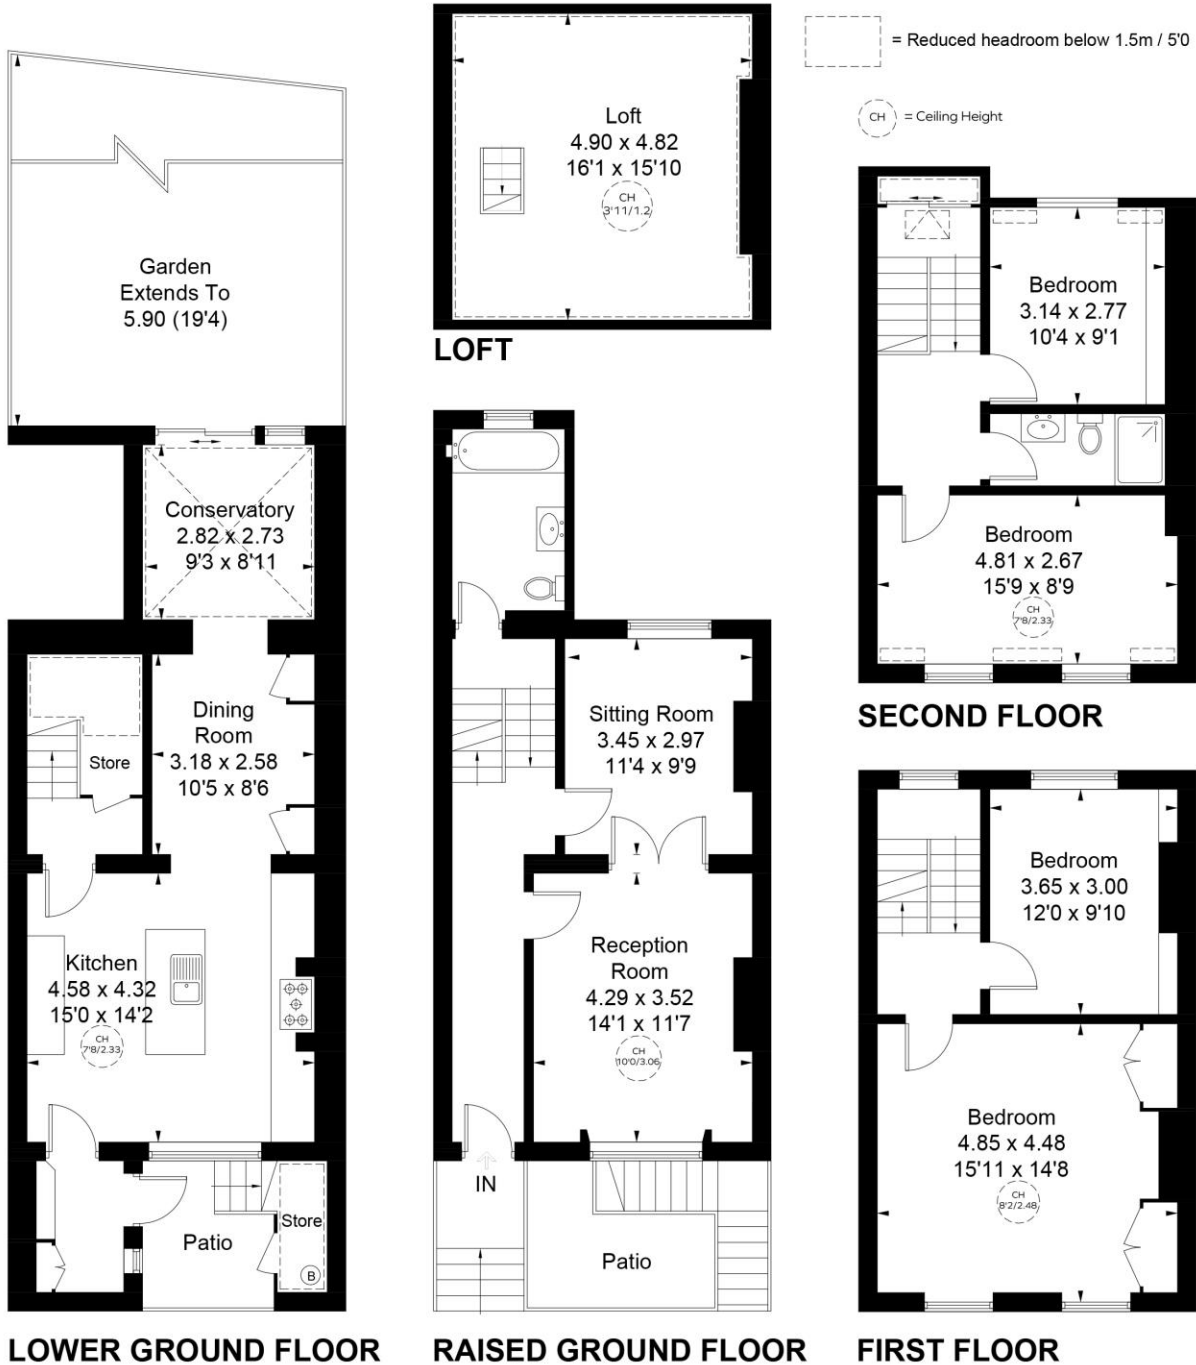 = Reduced headroom below 1.5m / 5'0
CH
= Ceiling Height
Loft
4.90 x 4.82
16'1 x 15'10
CH
3'11/1.2
LOFT
Garden
Extends To
5.90 (19'4)
Conservatory
2.82 x 2.73
9'3 x 8'11
Dining
Room
3.18 x 2.58
10'5 x 8'6
Store
Kitchen
4.58 x 4.32
15'0 x 14'2
CH
7'8/2.33
Patio
Store
B
LOWER GROUND FLOOR
Sitting Room
3.45 x 2.97
11'4 x 9'9
Reception
Room
4.29 x 3.52
14'1 x 11'7
CH
10'0/3.06
IN
Patio
RAISED GROUND FLOOR
Bedroom
3.14 x 2.77
10'4 x 9'1
Bedroom
4.81 x 2.67
15'9 x 8'9
CH
7'8/2.33
SECOND FLOOR
Bedroom
3.65 x 3.00
12'0 x 9'10
Bedroom
4.85 x 4.48
15'11 x 14'8
CH
8'2/2.48
FIRST FLOOR